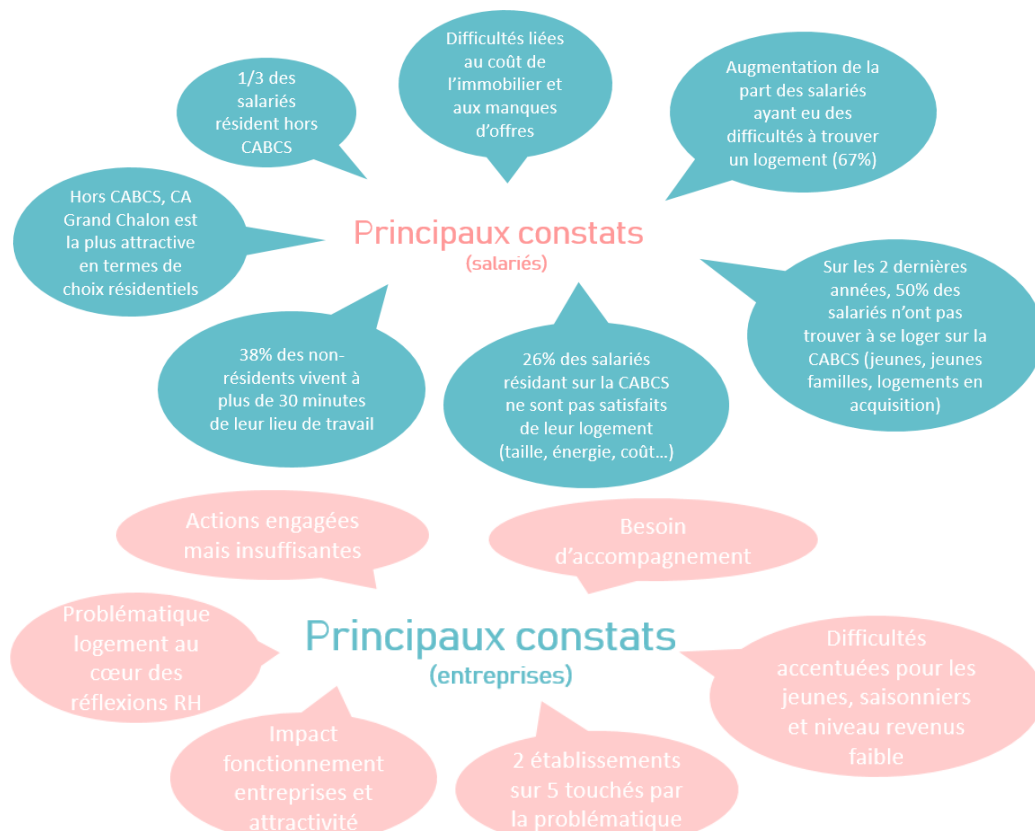 Difficultés liées
au coût de
l’immobilier et
aux manques
d’offres
1/3 des
salariés
résident hors
CABCS
Augmentation de la
part des salariés
ayant eu des
difficultés à trouver
un logement (67%)
Hors CABCS, CA
Grand Chalon est
la plus attractive
en termes de
choix résidentiels
Principaux constats
(salariés)
Sur les 2 dernières
années, 50% des
salariés n’ont pas
trouver à se loger sur la
CABCS (jeunes, jeunes
familles, logements en
acquisition)
38% des non-
résidents vivent à
plus de 30 minutes
de leur lieu de travail
26% des salariés
résidant sur la CABCS
ne sont pas satisfaits
de leur logement
(taille, énergie, coût…)
Actions engagées
mais insuffisantes
Besoin
d’accompagnement
Problématique
logement au
cœur des
réflexions RH
Principaux constats
(entreprises)
Difficultés
accentuées pour les
jeunes, saisonniers
et niveau revenus
faible
Impact
fonctionnement
entreprises et
attractivité
2 établissements
sur 5 touchés par
la problématique